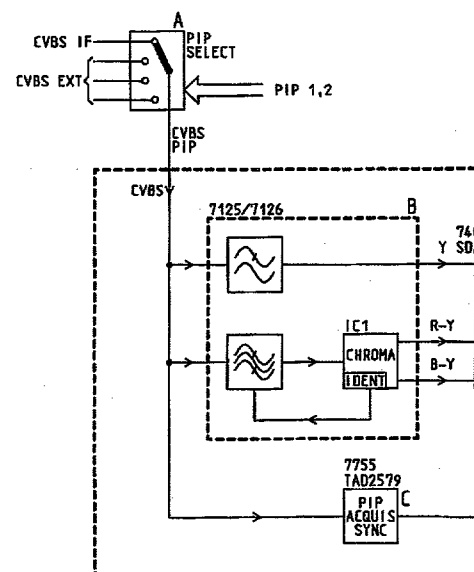 A
CVBS IF
PIP
SELECT
CVBS EXT
PIP 1,2
CVBS
PIP
CVBS
7125/7126
B
Y
SD
IC1
CHROMA
IDENT
R-Y
B-Y
7755
TAD2579
PIP
ACQUIS
SYNC
C